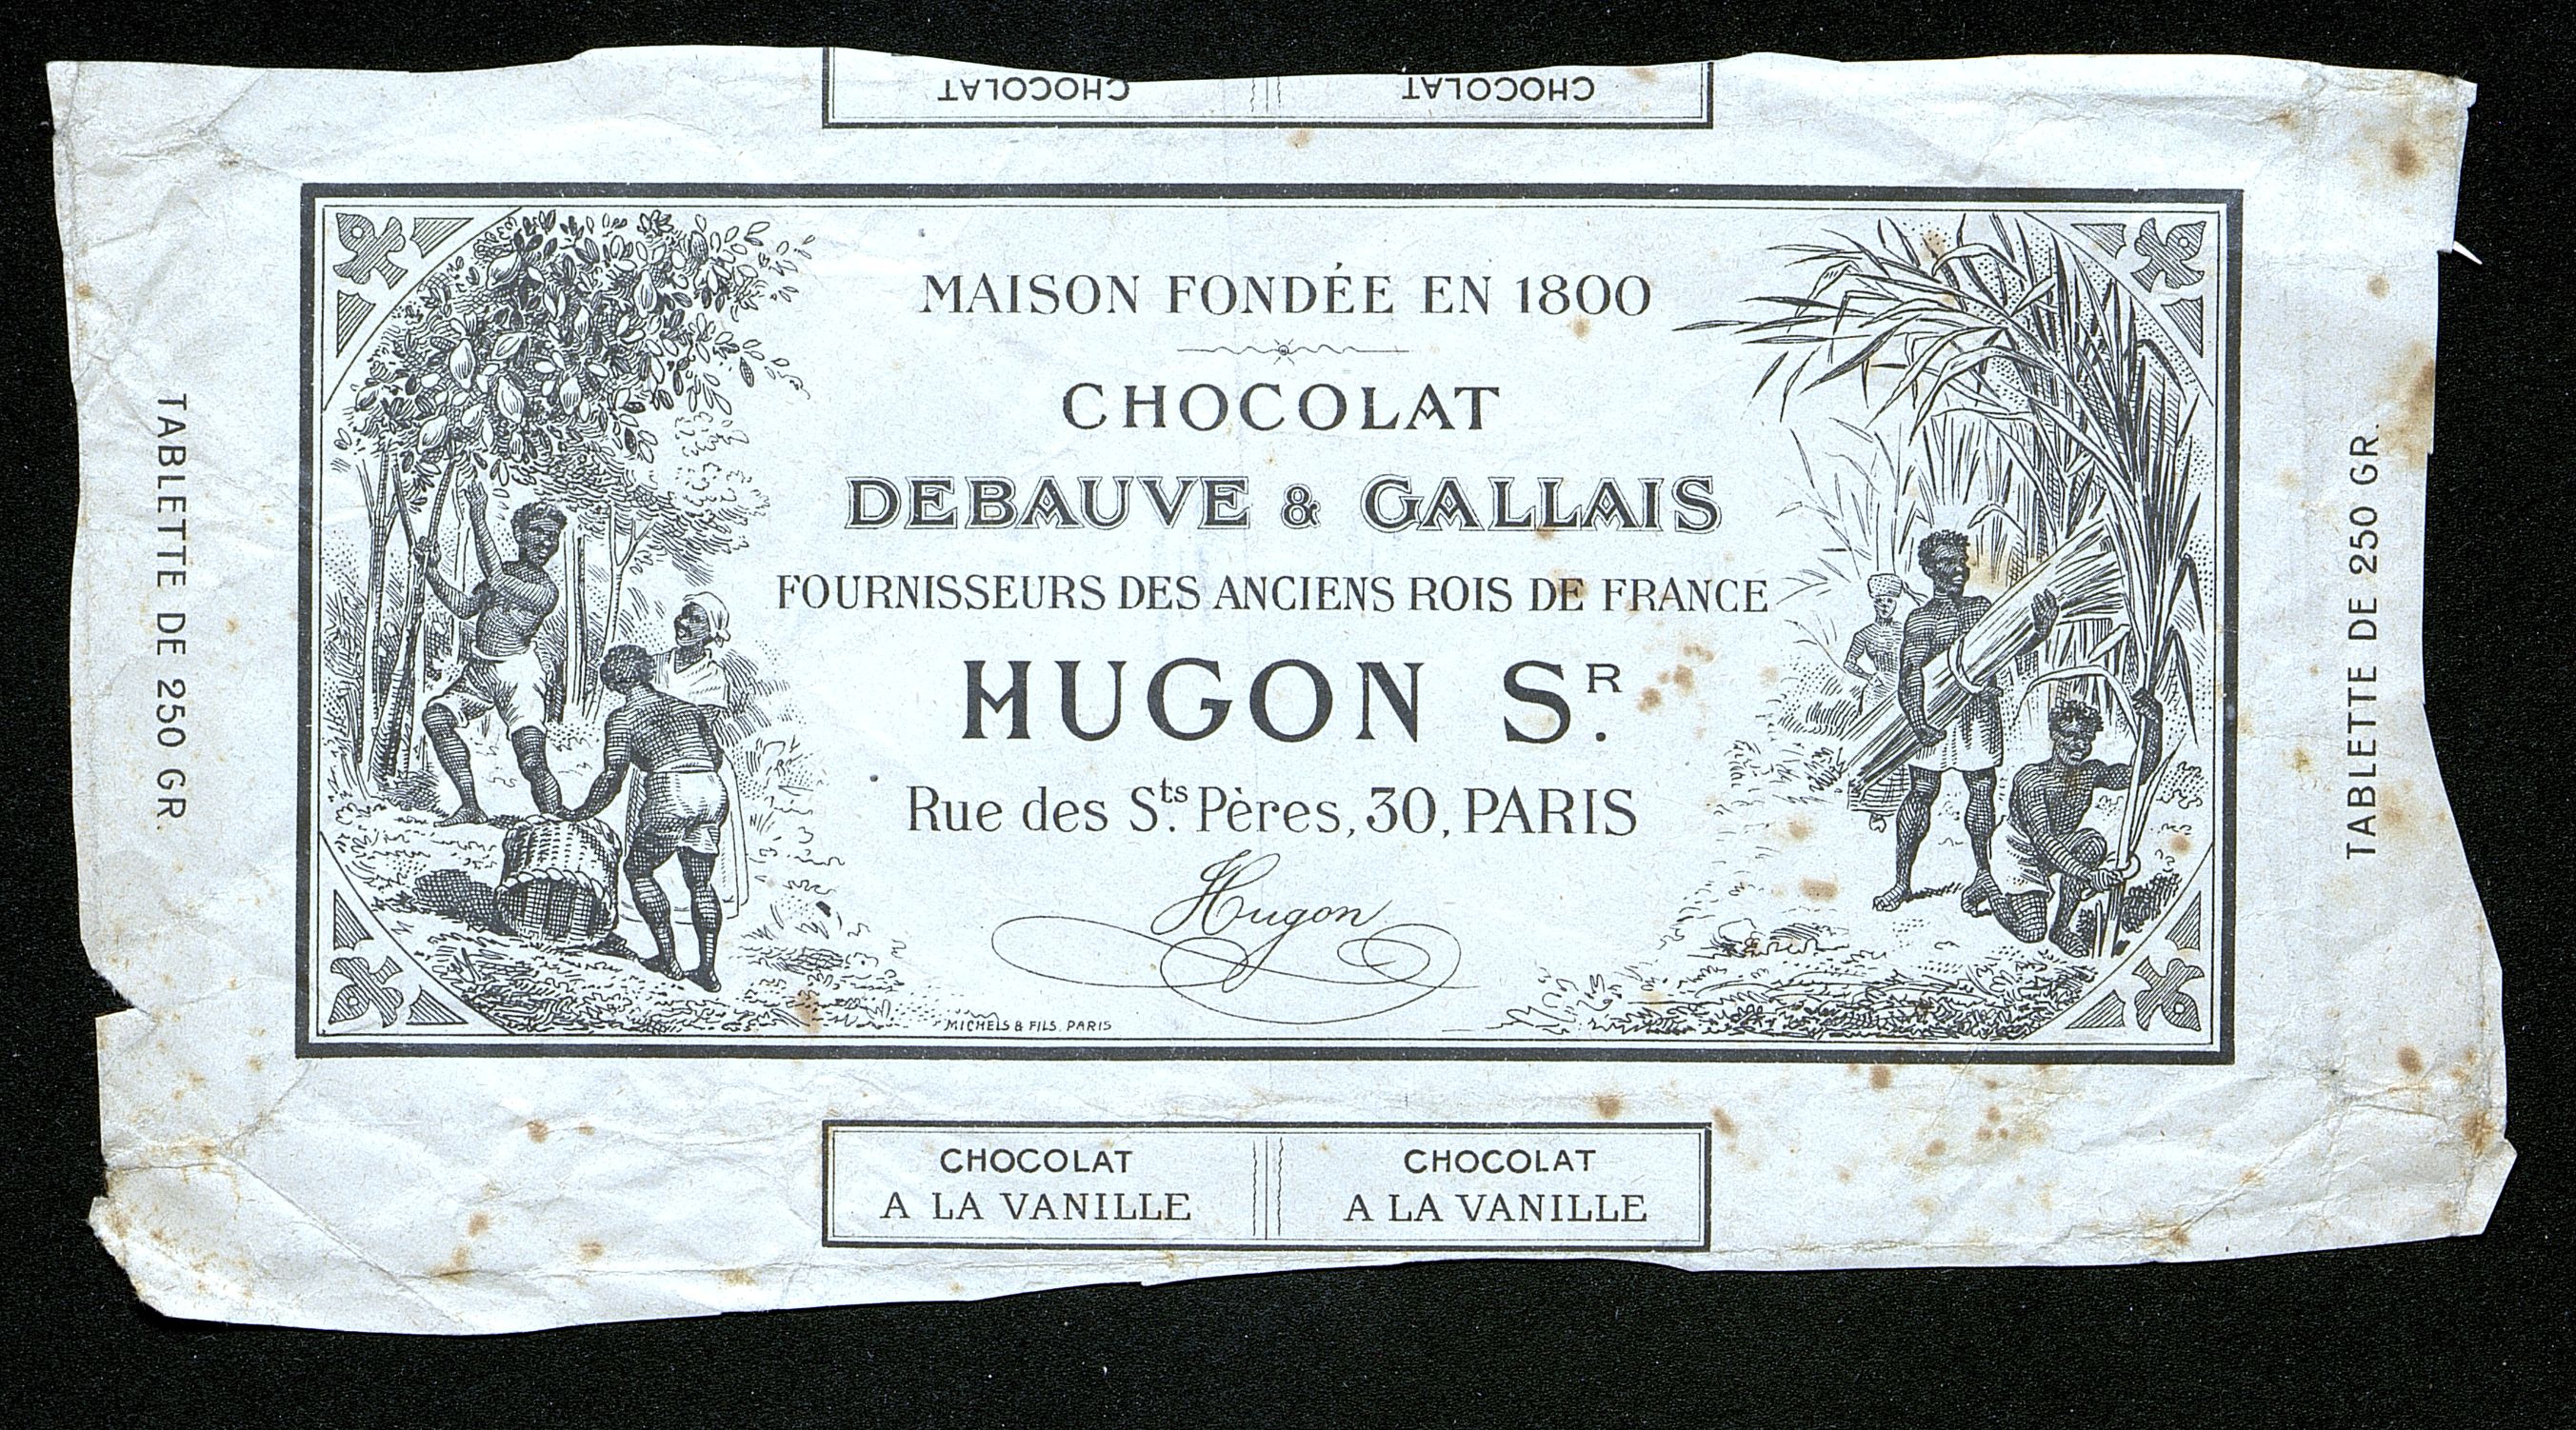 CHOCOLAT CHOCOLAT
MAISON FONDÉE EN 1800
CHOCOLAT
DEBAUVE & GALLAIS
FOURNISSEURS DES ANCIENS ROIS DE FRANCE
HUGON SR.
Rue des Sts. Pères, 30, PARIS
Hugon
MICHELS & FILS. PARIS
TABLETTE DE 250 GR.
TABLETTE DE 250 GR.
CHOCOLAT CHOCOLAT
A LA VANILLE A LA VANILLE